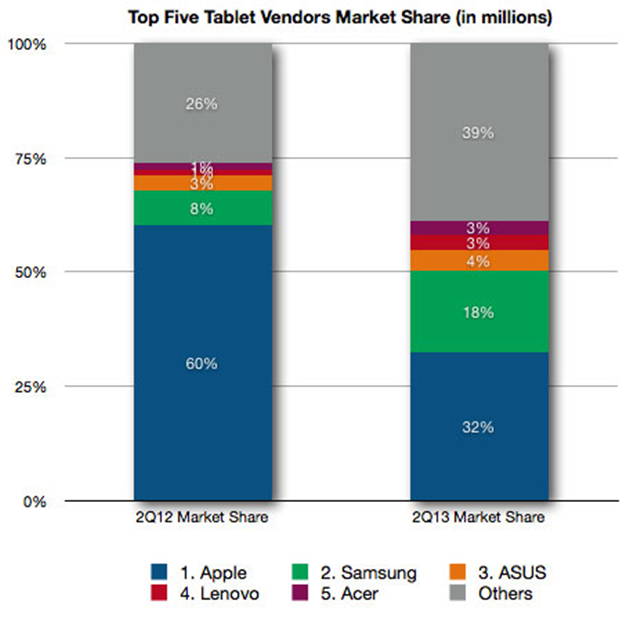 Top Five Tablet Vendors Market Share (in millions)
100%
75%
50%
25%
0%
26%
1%
1%
3%
8%
60%
39%
3%
3%
4%
18%
32%
2Q12 Market Share
2Q13 Market Share
1. Apple
2. Samsung
3. ASUS
4. Lenovo
5. Acer
Others